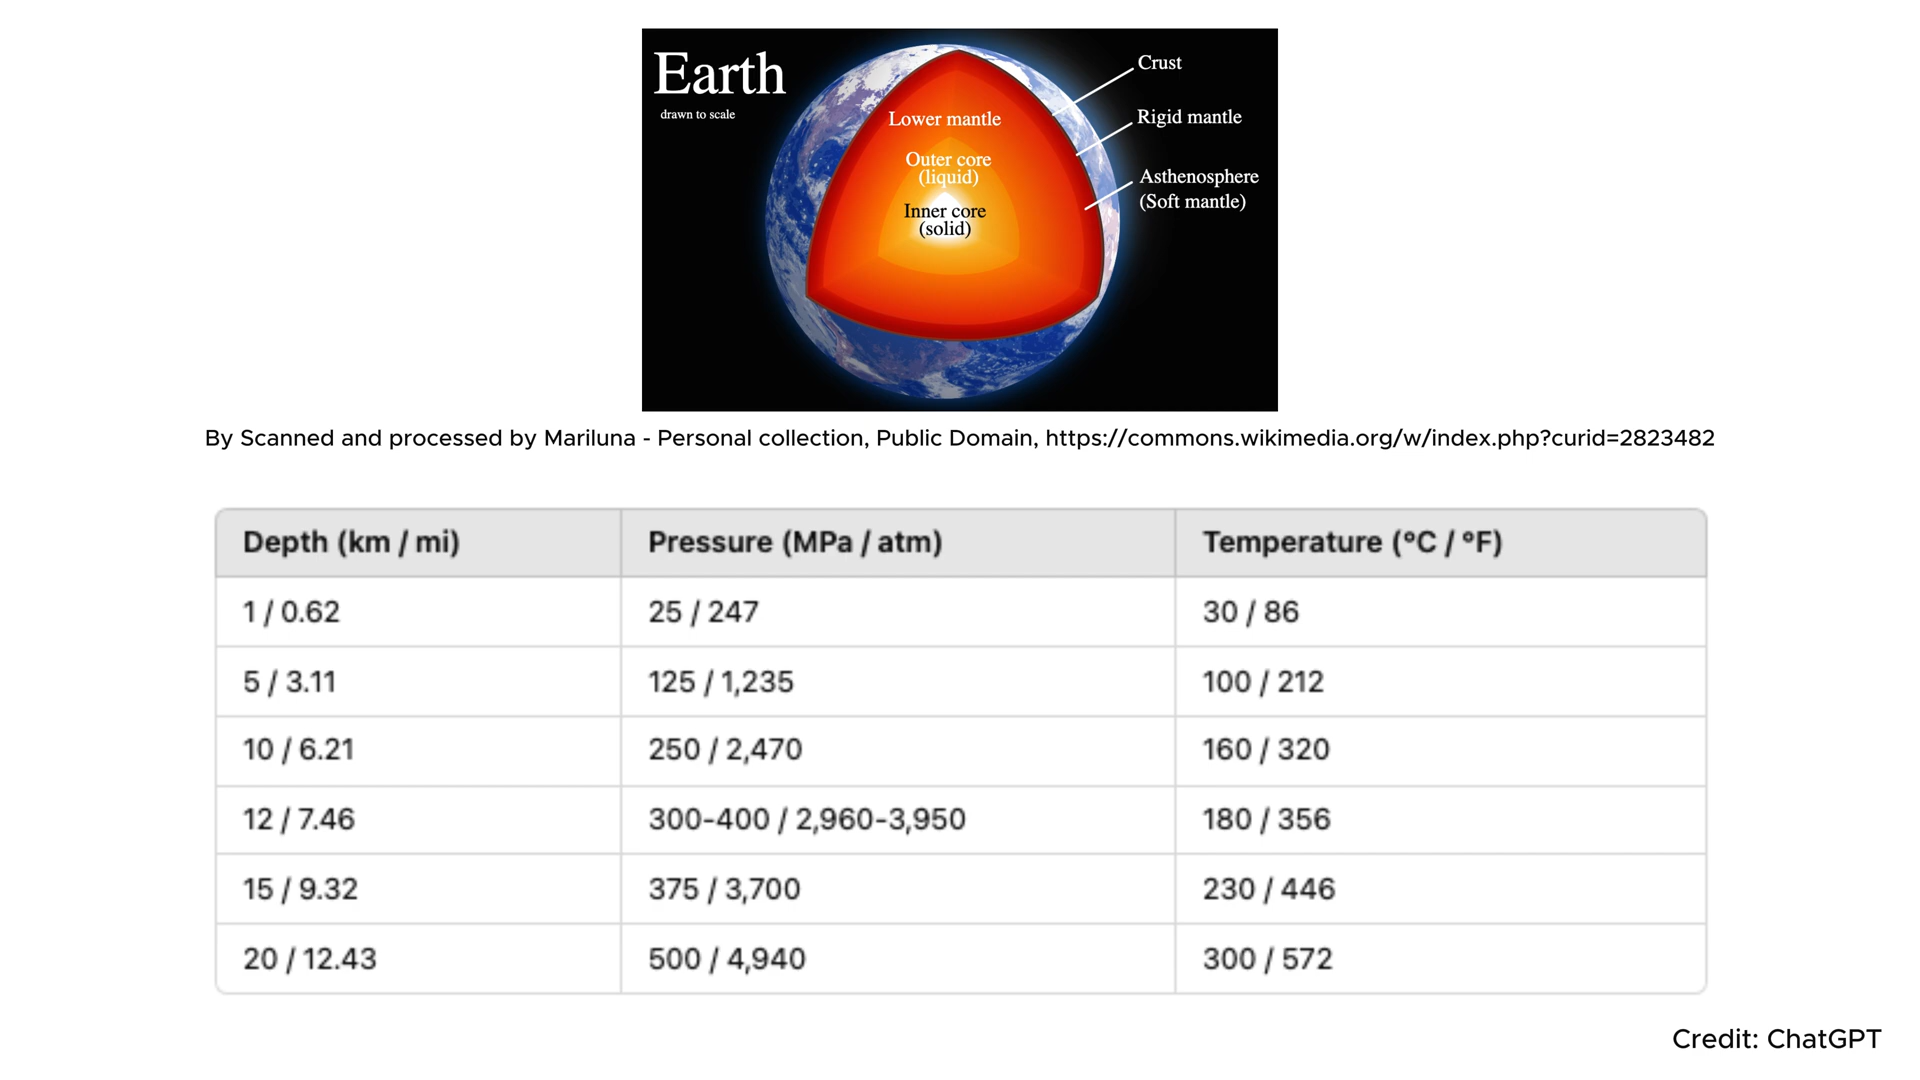 Earth
drawn to scale
Crust
Rigid mantle
Asthenosphere
(Soft mantle)
Lower mantle
Outer core
(liquid)
Inner core
(solid)
By Scanned and processed by Mariluna - Personal collection, Public Domain, https://commons.wikimedia.org/w/index.php?curid=2823482
Depth (km / mi) Pressure (MPa / atm) Temperature (°C / °F)
1 / 0.62 25 / 247 30 / 86
5 / 3.11 125 / 1,235 100 / 212
10 / 6.21 250 / 2,470 160 / 320
12 / 7.46 300-400 / 2,960-3,950 180 / 356
15 / 9.32 375 / 3,700 230 / 446
20 / 12.43 500 / 4,940 300 / 572
Credit: ChatGPT